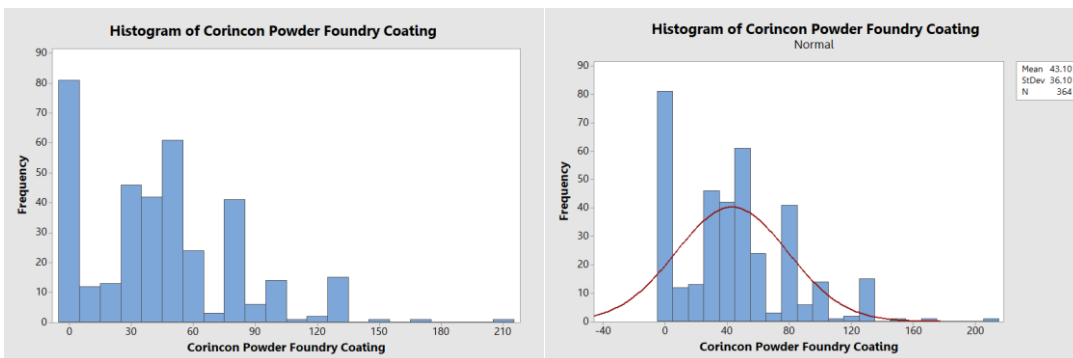 Histogram of Corincon Powder Foundry Coating
90
80
70
60
50
40
30
20
10
0
Frequency
0 30 60 90 120 150 180 210
Corincon Powder Foundry Coating
Histogram of Corincon Powder Foundry Coating
Normal
Mean 43.10
StDev 36.10
N 364
90
80
70
60
50
40
30
20
10
0
Frequency
-40 0 40 80 120 160 200
Corincon Powder Foundry Coating